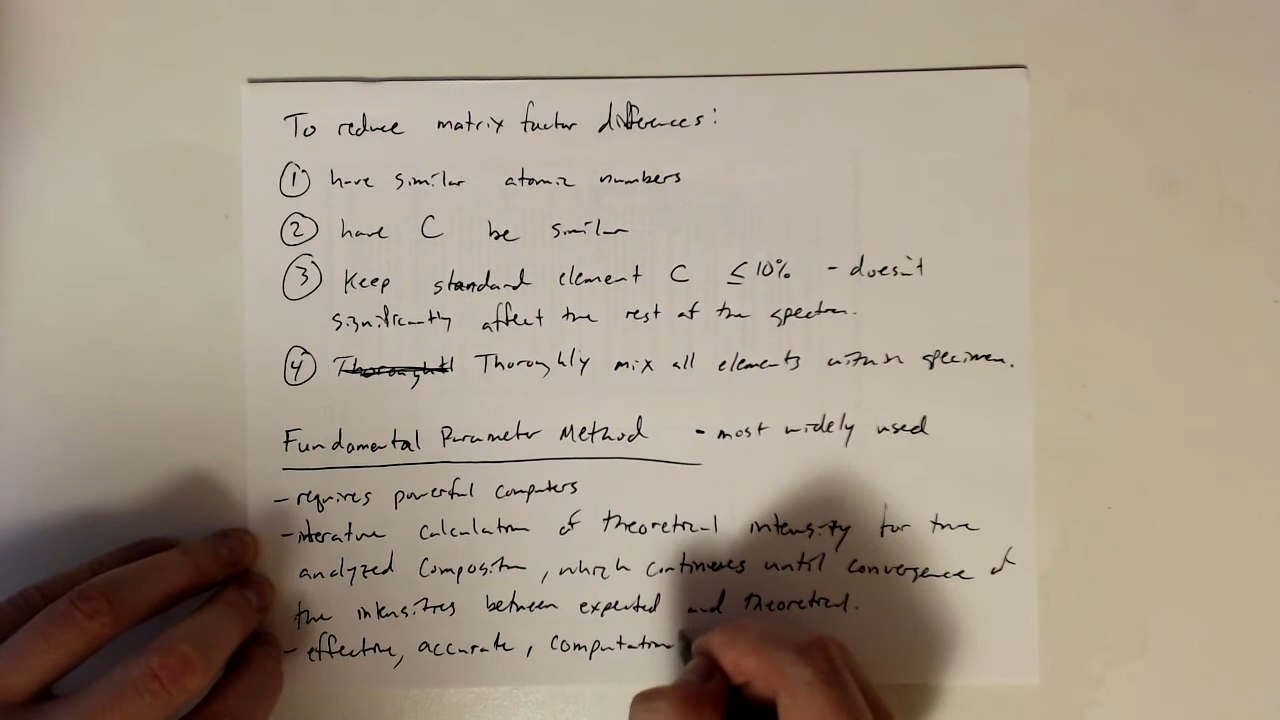 To reduce matrix factor differences:
① have similar atomic numbers
② have C be similar
③ Keep standard element C ≤10% - doesn't
significantly affect the rest of the spectra.
④ Thoroughly mix all elements within specimen.
Fundamental Parameter Method - most widely used
- requires powerful computers
- iterative calculation of theoretical intensity for the
analyzed composition, which continues until convergence of
the intensities between expected and theoretical.
- effective, accurate, computation